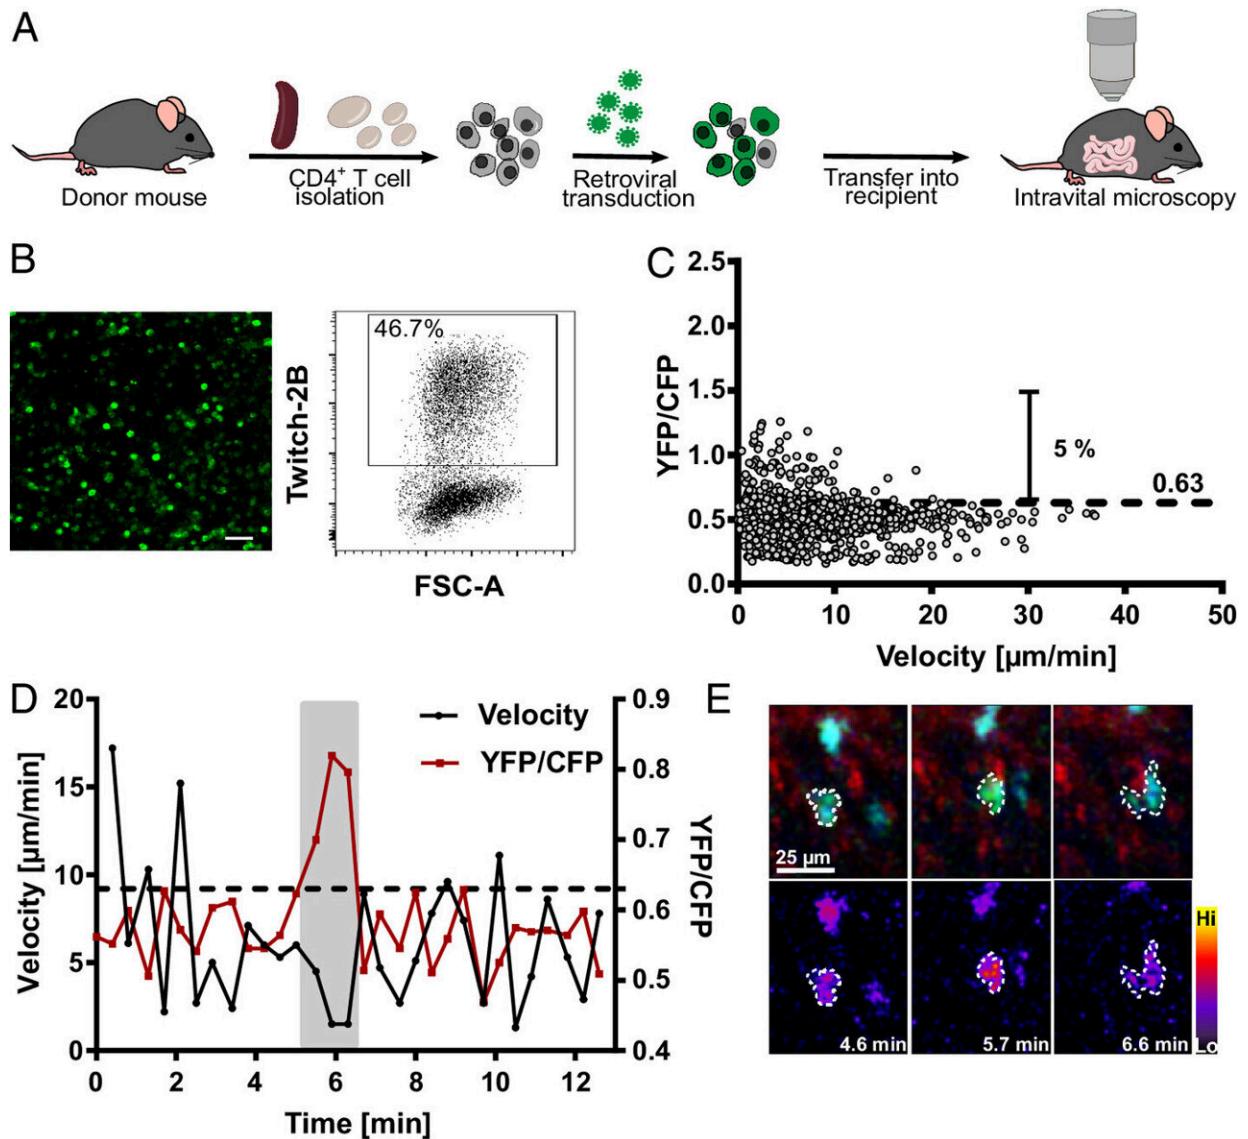 A
Donor mouse
CD4+ T cell
isolation
Retroviral
transduction
Transfer into
recipient
Intravital microscopy
B
46.7%
Twitch-2B
FSC-A
C
YFP/CFP
2.5
2.0
1.5
1.0
0.5
0.0
5 %
0.63
0 10 20 30 40 50
Velocity [µm/min]
D
Velocity [µm/min]
20
15
10
5
0
Velocity
YFP/CFP
0.9
0.8
0.7
0.6
0.5
0.4
YFP/CFP
0 2 4 6 8 10 12
Time [min]
E
25 µm
4.6 min
5.7 min
6.6 min
Hi
Lo